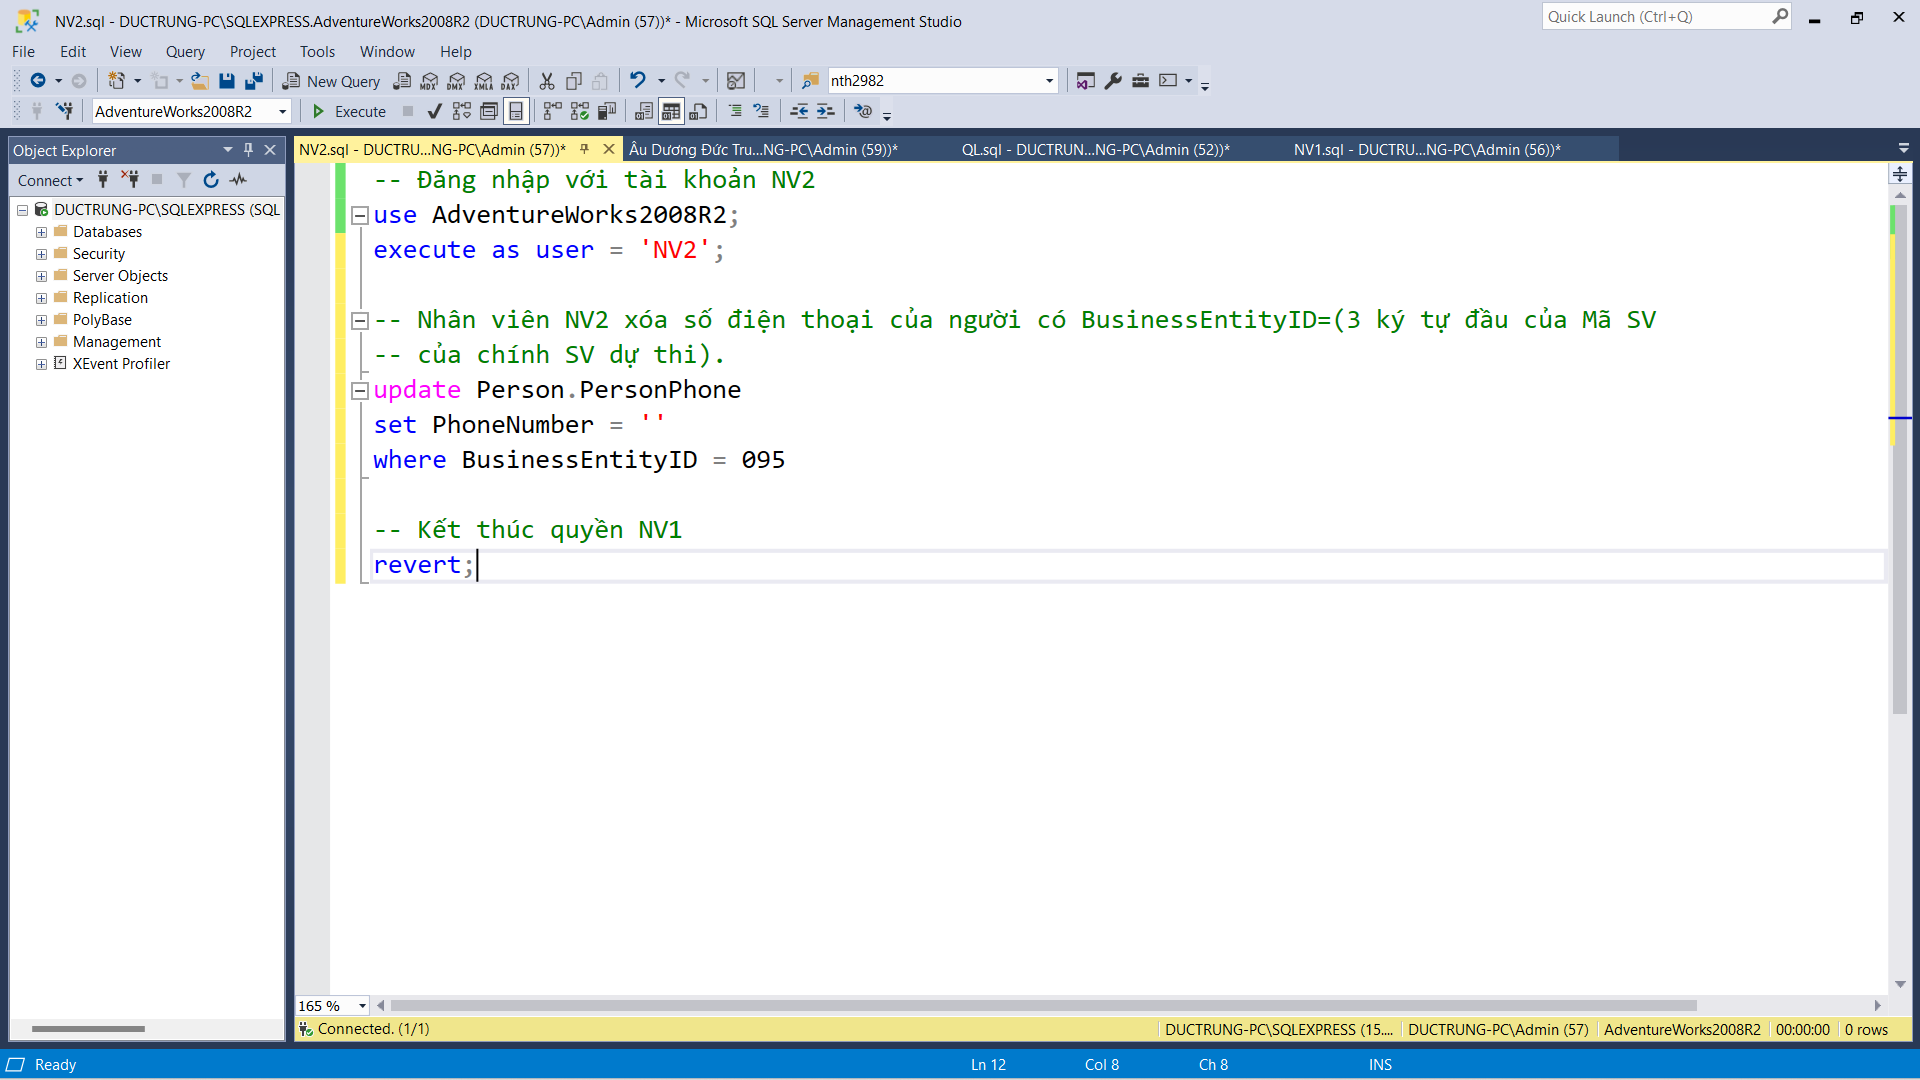 NV2.sql - DUCTRUNG-PC\SQLEXPRESS.AdventureWorks2008R2 (DUCTRUNG-PC\Admin (57))* - Microsoft SQL Server Management Studio
Quick Launch (Ctrl+Q)
File Edit View Query Project Tools Window Help
New Query
MDX DMX XMLA DAX
nth2982
AdventureWorks2008R2
Execute
Object Explorer
NV2.sql - DUCTRU...NG-PC\Admin (57))*
Âu Dương Đức Tru...NG-PC\Admin (59))*
QL.sql - DUCTRUN...NG-PC\Admin (52))*
NV1.sql - DUCTRU...NG-PC\Admin (56))*
Connect
DUCTRUNG-PC\SQLEXPRESS (SQL
Databases
Security
Server Objects
Replication
PolyBase
Management
XEvent Profiler
-- Đăng nhập với tài khoản NV2
use AdventureWorks2008R2;
execute as user = 'NV2';
-- Nhân viên NV2 xóa số điện thoại của người có BusinessEntityID=(3 ký tự đầu của Mã SV
-- của chính SV dự thi).
update Person.PersonPhone
set PhoneNumber = ''
where BusinessEntityID = 095
-- Kết thúc quyền NV1
revert;
165 %
Connected. (1/1)
DUCTRUNG-PC\SQLEXPRESS (15.... DUCTRUNG-PC\Admin (57) AdventureWorks2008R2 00:00:00 0 rows
Ready
Ln 12
Col 8
Ch 8
INS